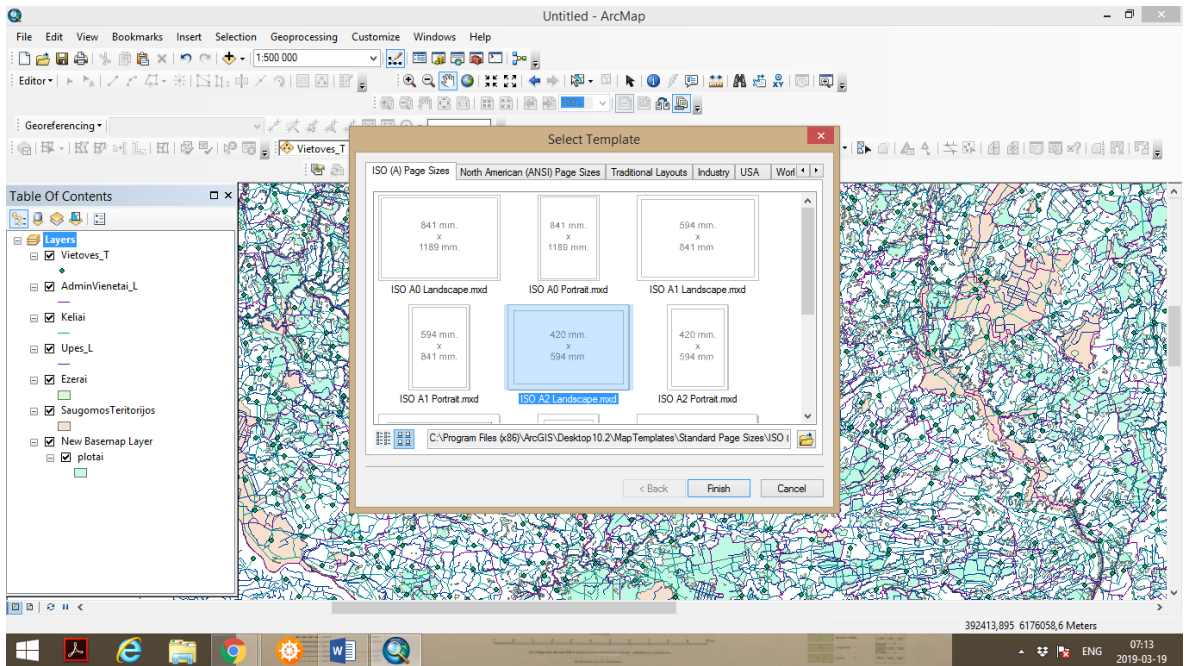 Untitled - ArcMap
File Edit View Bookmarks Insert Selection Geoprocessing Customize Windows Help
1:500 000
Editor
100%
Georeferencing
Vietoves_T
Select Template
ISO (A) Page Sizes North American (ANSI) Page Sizes Traditional Layouts Industry USA Worl
Table Of Contents
Layers
Vietoves_T
AdminVienetai_L
Keliai
Upes_L
Ezerai
SaugomosTeritorijos
New Basemap Layer
plotai
841 mm.
x
1189 mm.
ISO A0 Landscape.mxd
841 mm.
x
1189 mm.
ISO A0 Portrait.mxd
594 mm.
x
841 mm
ISO A1 Landscape.mxd
594 mm.
x
841 mm.
ISO A1 Portrait.mxd
420 mm.
x
594 mm
ISO A2 Landscape.mxd
420 mm.
x
594 mm
ISO A2 Portrait.mxd
C:\Program Files (x86)\ArcGIS\Desktop10.2\MapTemplates\Standard Page Sizes\ISO (
< Back Finish Cancel
392413,895 6176058,6 Meters
ENG
07:13
2019-03-19